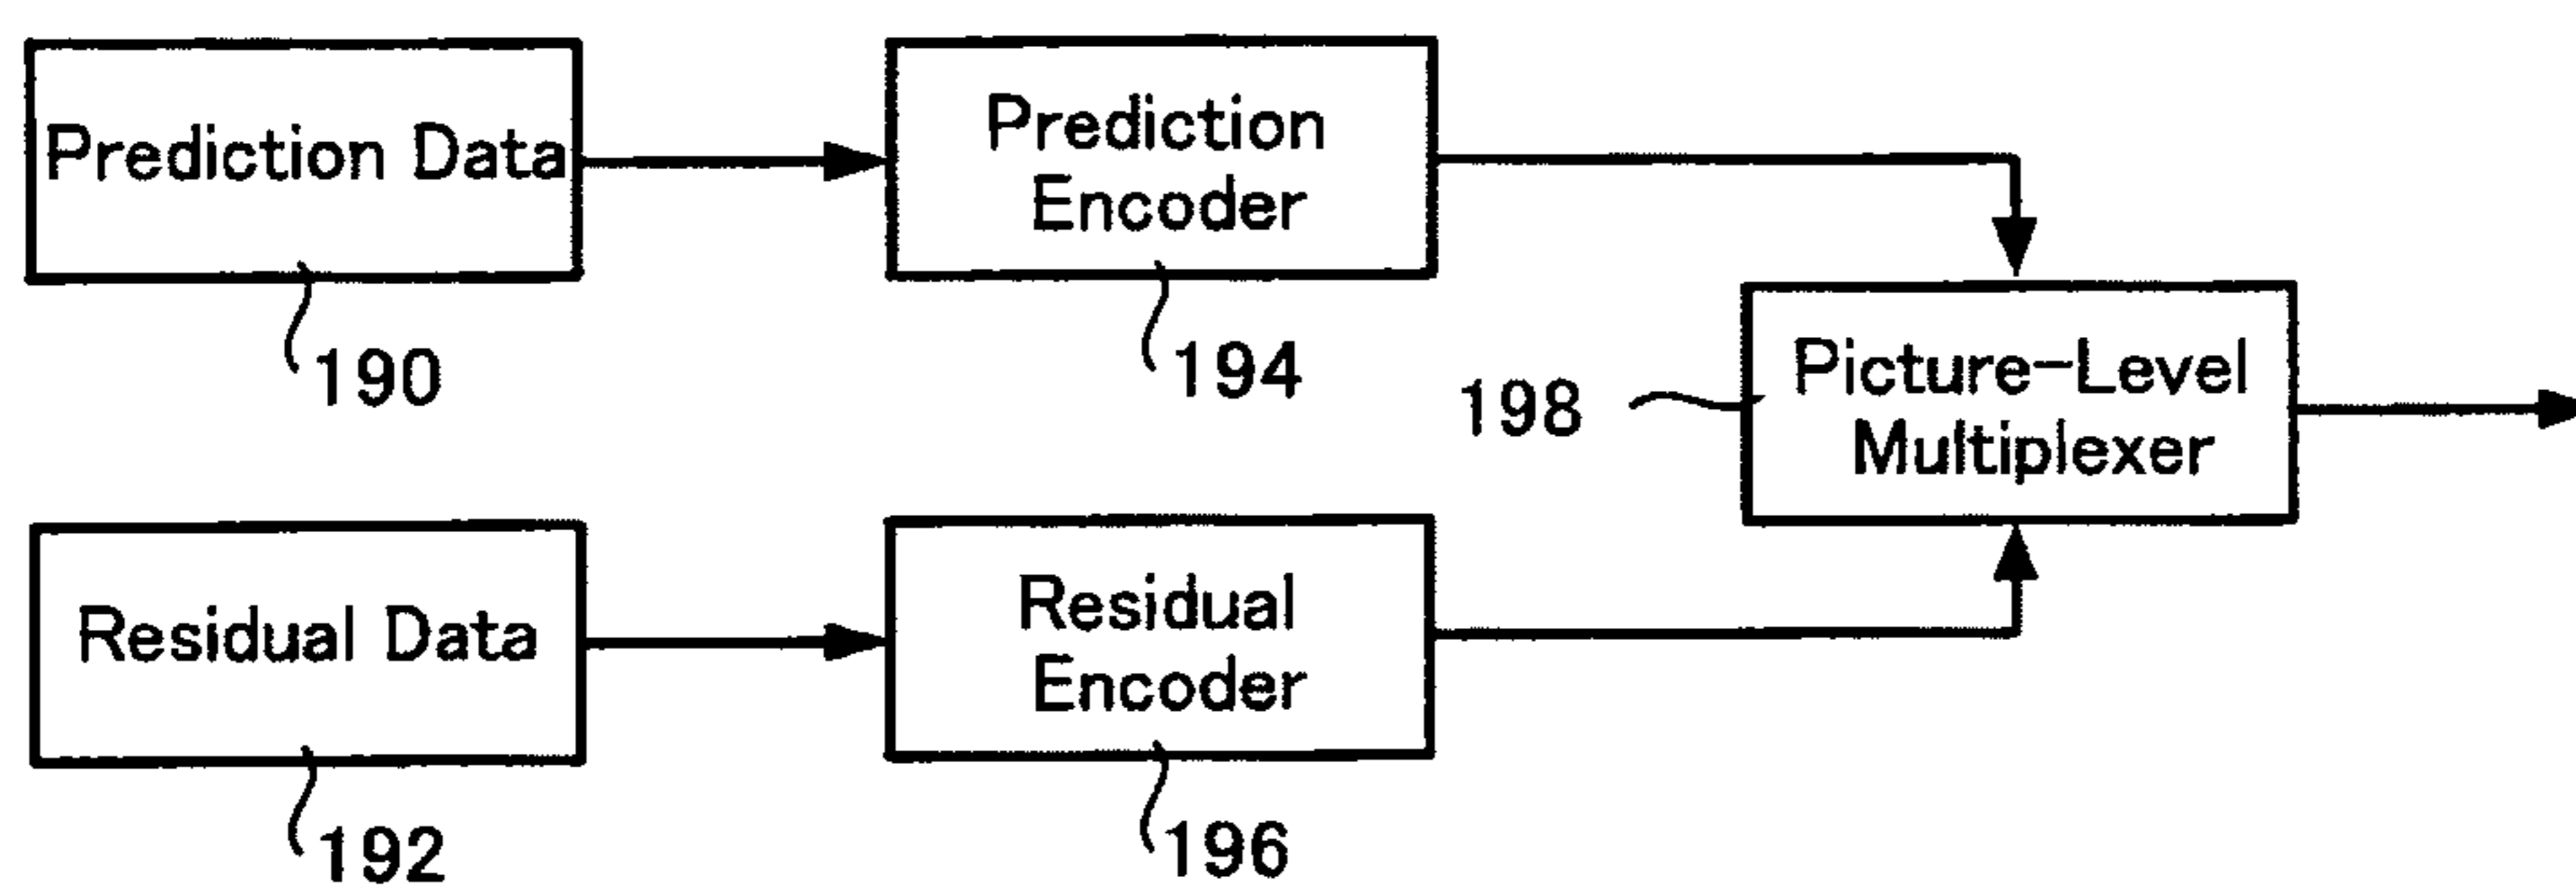 Prediction Data
190
Prediction
Encoder
194
198
Picture-Level
Multiplexer
Residual Data
192
Residual
Encoder
196